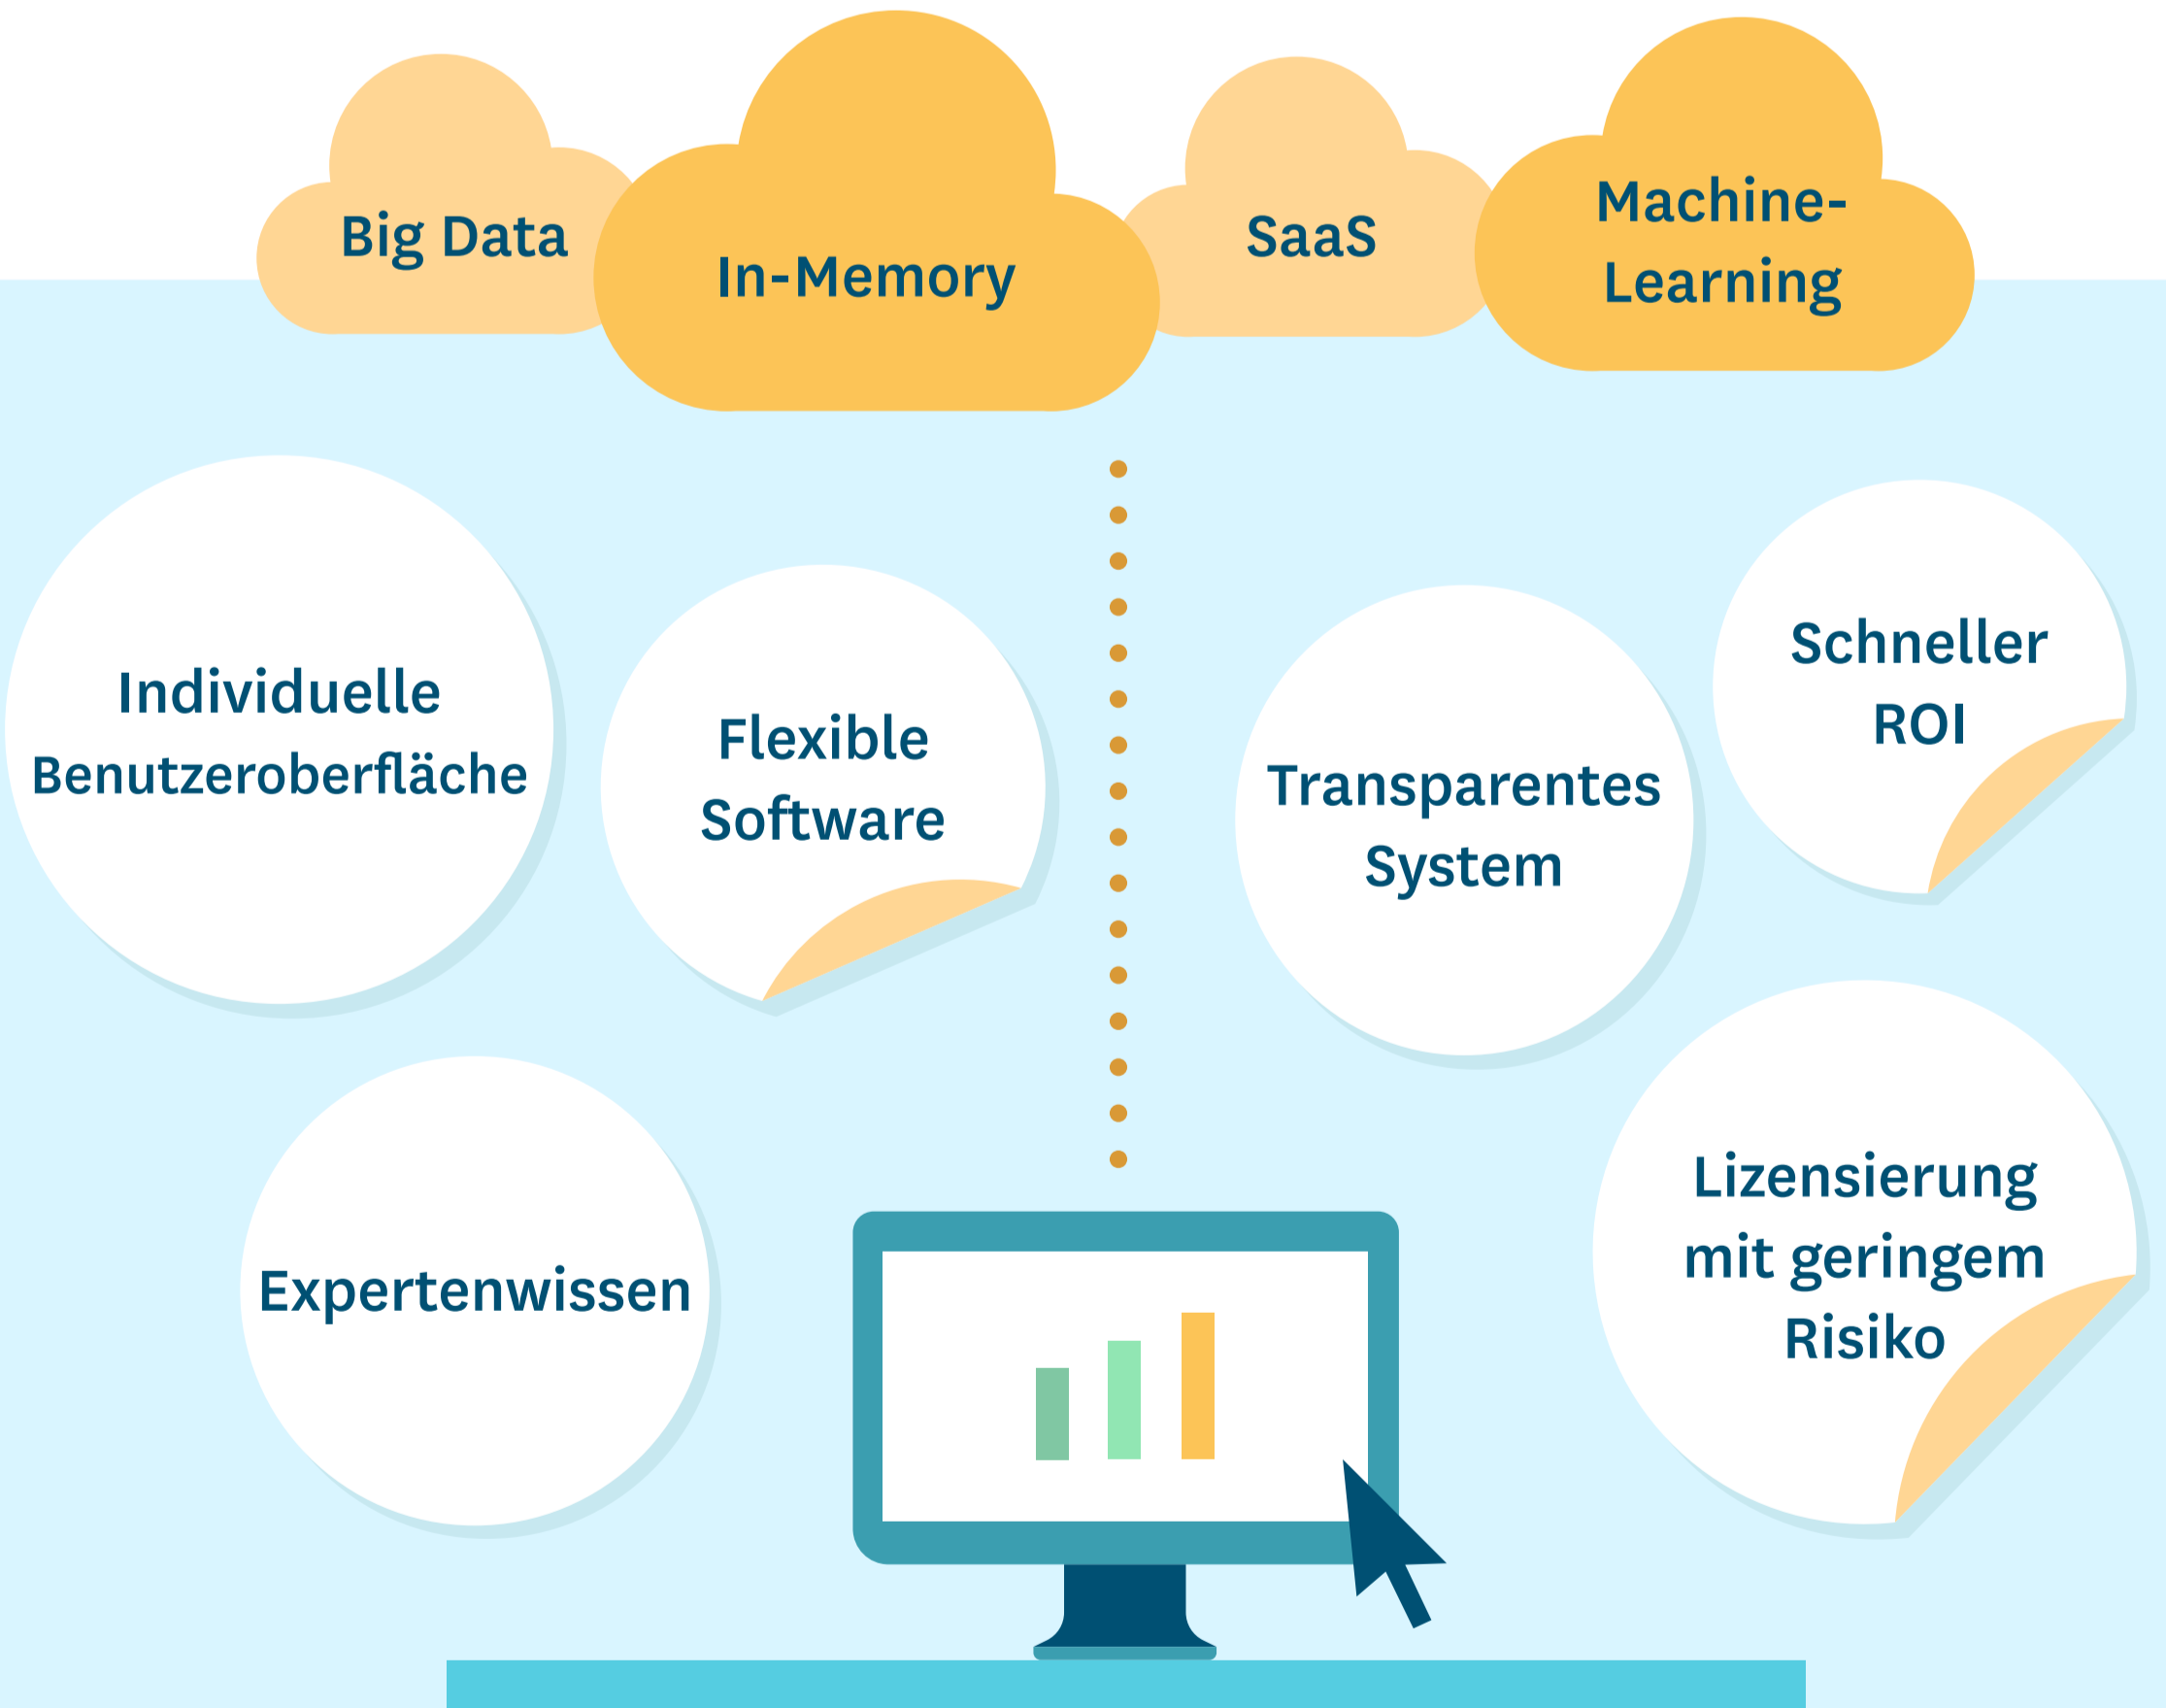 Big Data
In-Memory
SaaS
Machine-
Learning
Individuelle
Benutzeroberfläche
Flexible
Software
Transparentes
System
Schneller
ROI
Expertenwissen
Lizensierung
mit geringem
Risiko